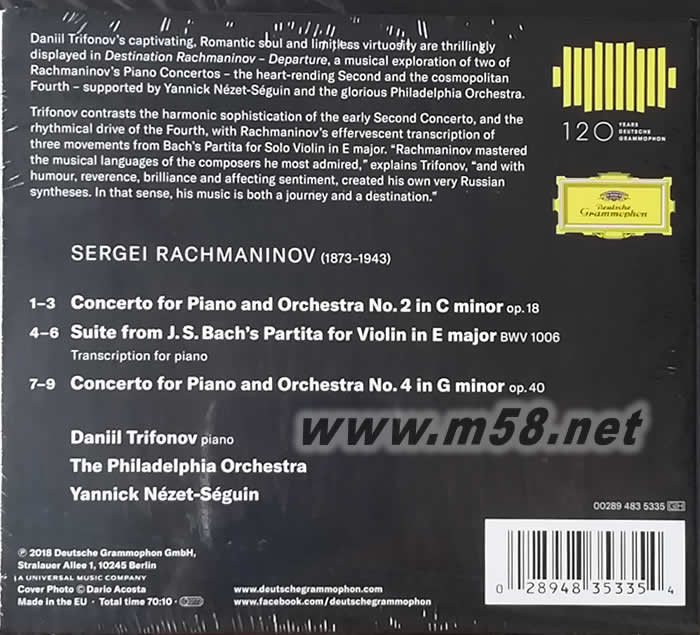 Daniil Trifonov's captivating, Romantic soul and limitless virtuosity are thrillingly
displayed in Destination Rachmaninov – Departure, a musical exploration of two of
Rachmaninov's Piano Concertos – the heart-rending Second and the cosmopolitan
Fourth – supported by Yannick Nézet-Séguin and the glorious Philadelphia Orchestra.
Trifonov contrasts the harmonic sophistication of the early Second Concerto, and the
rhythmical drive of the Fourth, with Rachmaninov's effervescent transcription of
three movements from Bach's Partita for Solo Violin in E major. “Rachmaninov mastered
the musical languages of the composers he most admired,” explains Trifonov, “and with
humour, reverence, brilliance and affecting sentiment, created his own very Russian
syntheses. In that sense, his music is both a journey and a destination.”
120 YEARS
DEUTSCHE
GRAMMOPHON
Deutsche
Grammophon
SERGEI RACHMANINOV (1873–1943)
1–3 Concerto for Piano and Orchestra No. 2 in C minor op. 18
4–6 Suite from J. S. Bach's Partita for Violin in E major BWV 1006
Transcription for piano
7–9 Concerto for Piano and Orchestra No. 4 in G minor op. 40
www.m58.net
Daniil Trifonov piano
The Philadelphia Orchestra
Yannick Nézet-Séguin
00289 483 5335 GH
℗ 2018 Deutsche Grammophon GmbH,
Stralauer Allee 1, 10245 Berlin
A UNIVERSAL MUSIC COMPANY
Cover Photo © Dario Acosta
Made in the EU · Total time 70:10
www.deutschegrammophon.com
www.facebook.com/deutschegrammophon
0 28948 35335 4